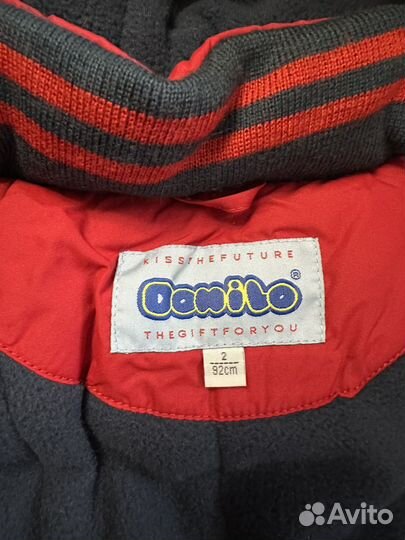 KISSTHEFUTURE
Danilo®
THEGIFTFORYOU
2
92cm
Avito